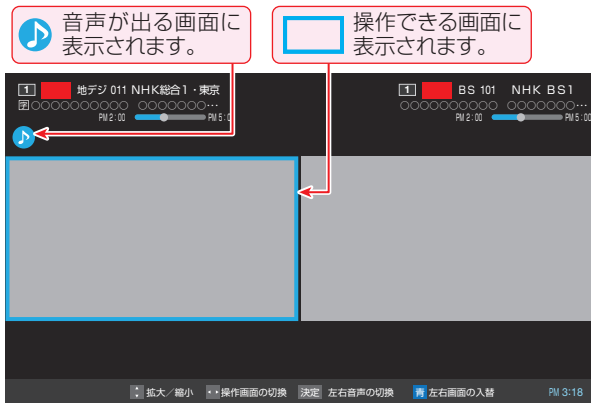 音声が出る画面に
表示されます。
操作できる画面に
表示されます。
1 地デジ 011 NHK総合1・東京
字○○○○○○○○○○ ○○○○○○○…
PM 2:00 PM 5:0
1 BS 101 NHK BS1
○○○○○○○○○○ ○○○○○○○…
PM 2:00 PM 5:00
拡大/縮小 操作画面の切換 決定 左右音声の切換 青 左右画面の入替 PM 3:18